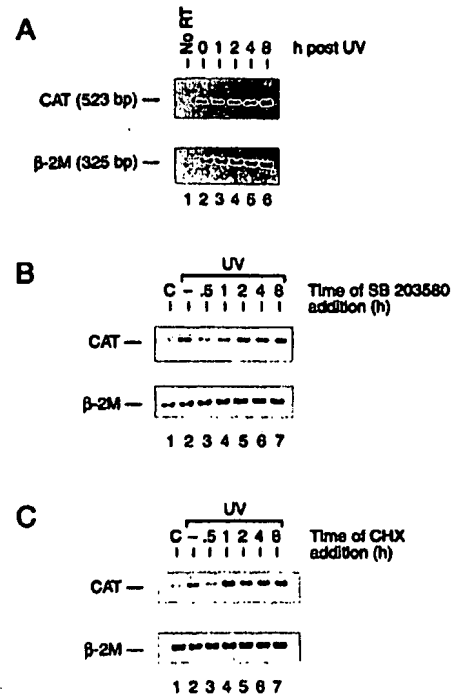 A
No RT 0 1 2 4 8 h post UV
CAT (523 bp)
β-2M (325 bp)
1 2 3 4 5 6
B
UV
C – .5 1 2 4 8 Time of SB 203580
addition (h)
CAT
β-2M
1 2 3 4 5 6 7
C
UV
C – .5 1 2 4 8 Time of CHX
addition (h)
CAT
β-2M
1 2 3 4 5 6 7